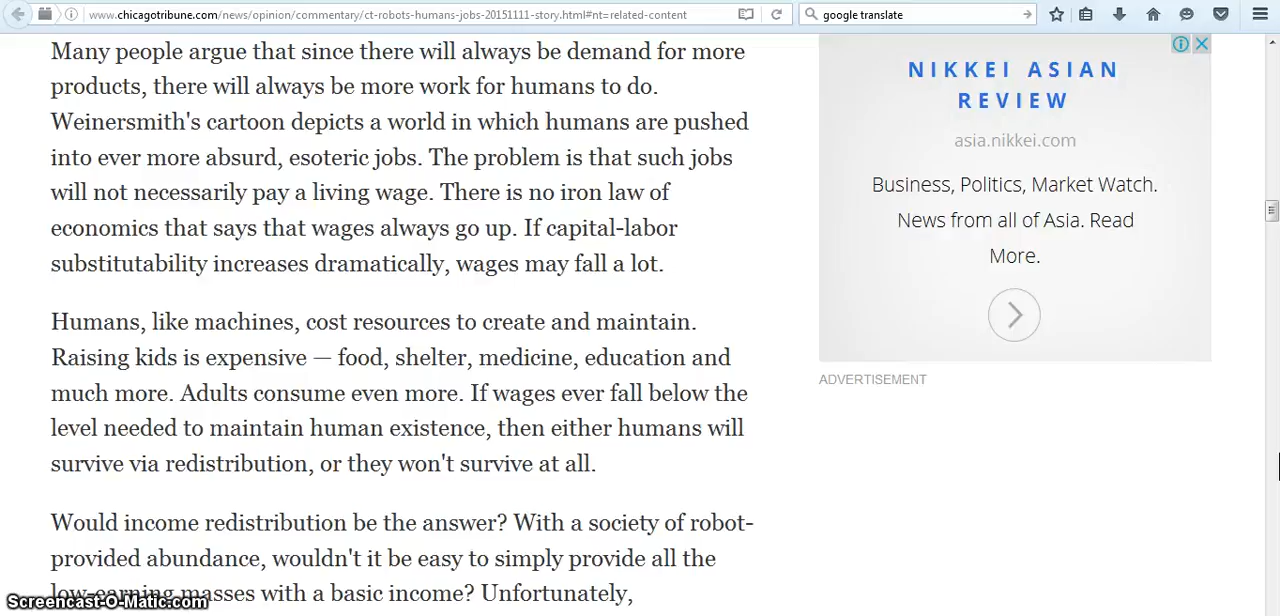 www.chicagotribune.com/news/opinion/commentary/ct-robots-humans-jobs-20151111-story.html#nt=related-content
google translate
Many people argue that since there will always be demand for more
products, there will always be more work for humans to do.
Weinersmith's cartoon depicts a world in which humans are pushed
into ever more absurd, esoteric jobs. The problem is that such jobs
will not necessarily pay a living wage. There is no iron law of
economics that says that wages always go up. If capital-labor
substitutability increases dramatically, wages may fall a lot.
Humans, like machines, cost resources to create and maintain.
Raising kids is expensive — food, shelter, medicine, education and
much more. Adults consume even more. If wages ever fall below the
level needed to maintain human existence, then either humans will
survive via redistribution, or they won't survive at all.
Would income redistribution be the answer? With a society of robot-
provided abundance, wouldn't it be easy to simply provide all the
low-earning masses with a basic income? Unfortunately,
NIKKEI ASIAN
REVIEW
asia.nikkei.com
Business, Politics, Market Watch.
News from all of Asia. Read
More.
ADVERTISEMENT
Screencast-O-Matic.com